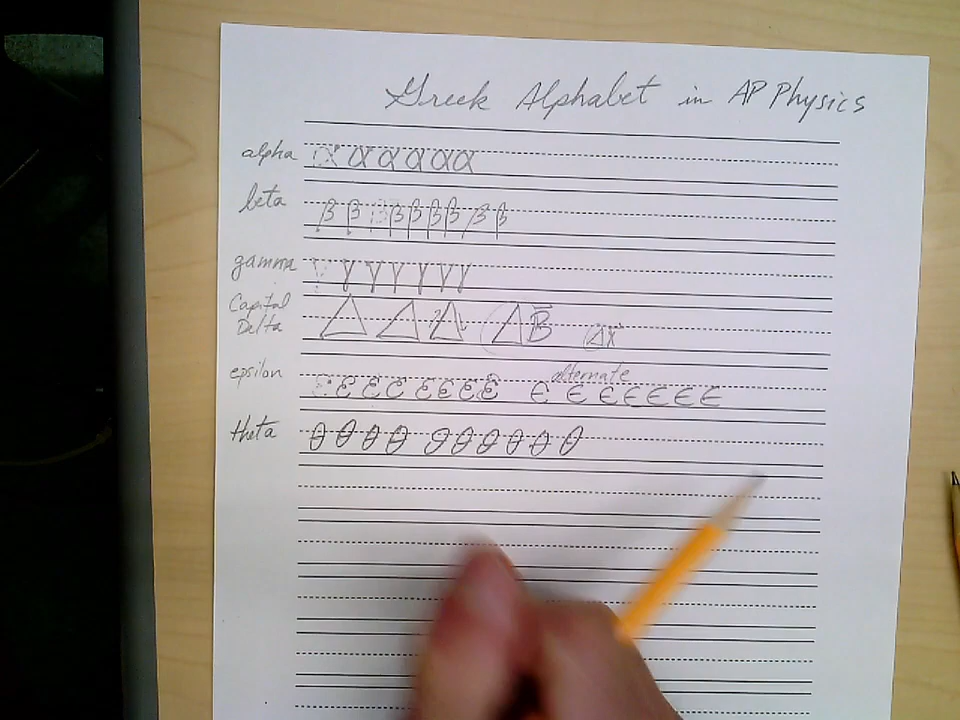 Greek Alphabet in AP Physics
alpha α α α α α α
beta β β β β β β β β β
gamma γ γ γ γ γ γ γ
Capital Delta Δ Δ Δ ΔB Δx
epsilon ε ε ε ε ε ε ε ε alternate ϵ ϵ ϵ ϵ ϵ ϵ ϵ
theta θ θ θ θ θ θ θ θ θ θ